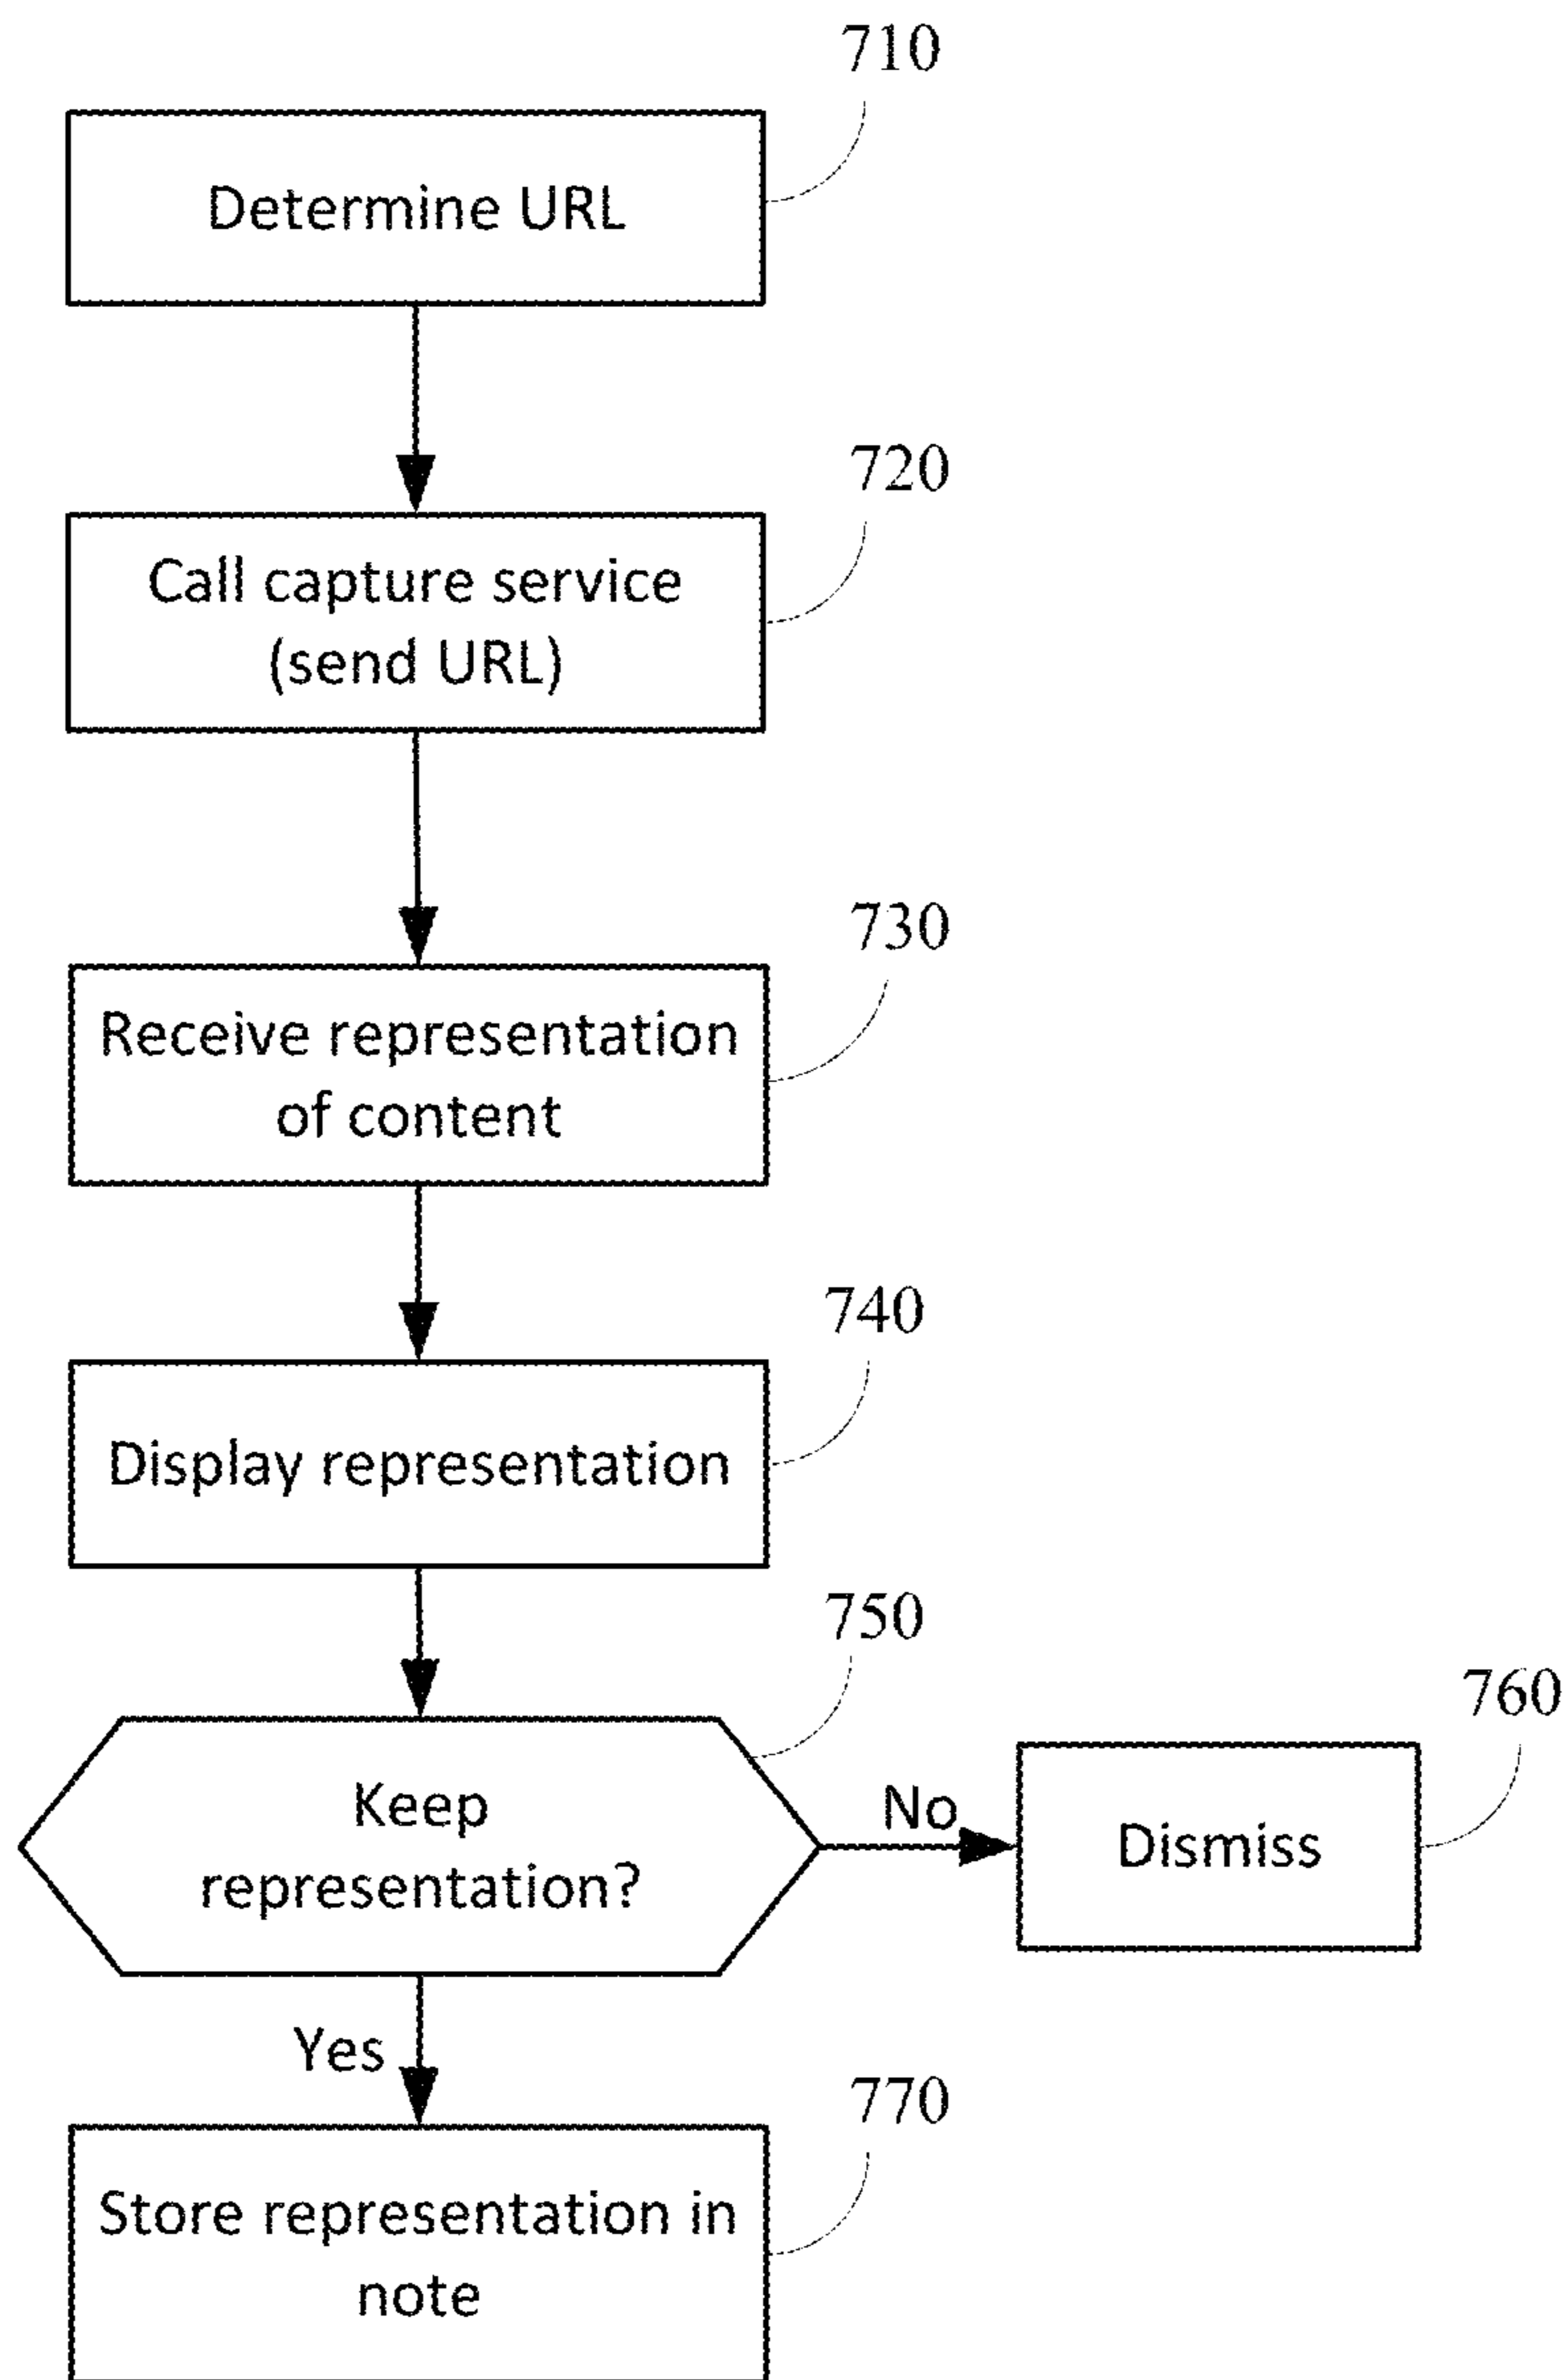 710
Determine URL
720
Call capture service
(send URL)
730
Receive representation
of content
740
Display representation
750
Keep
representation?
No
760
Dismiss
Yes
770
Store representation in
note